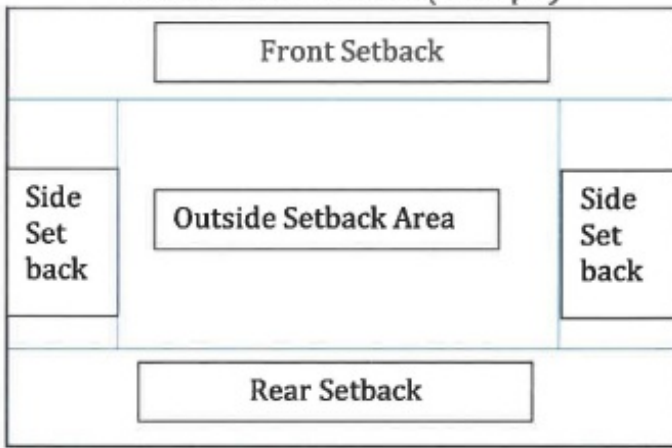 Front Setback
Side
Set
back
Outside Setback Area
Side
Set
back
Rear Setback